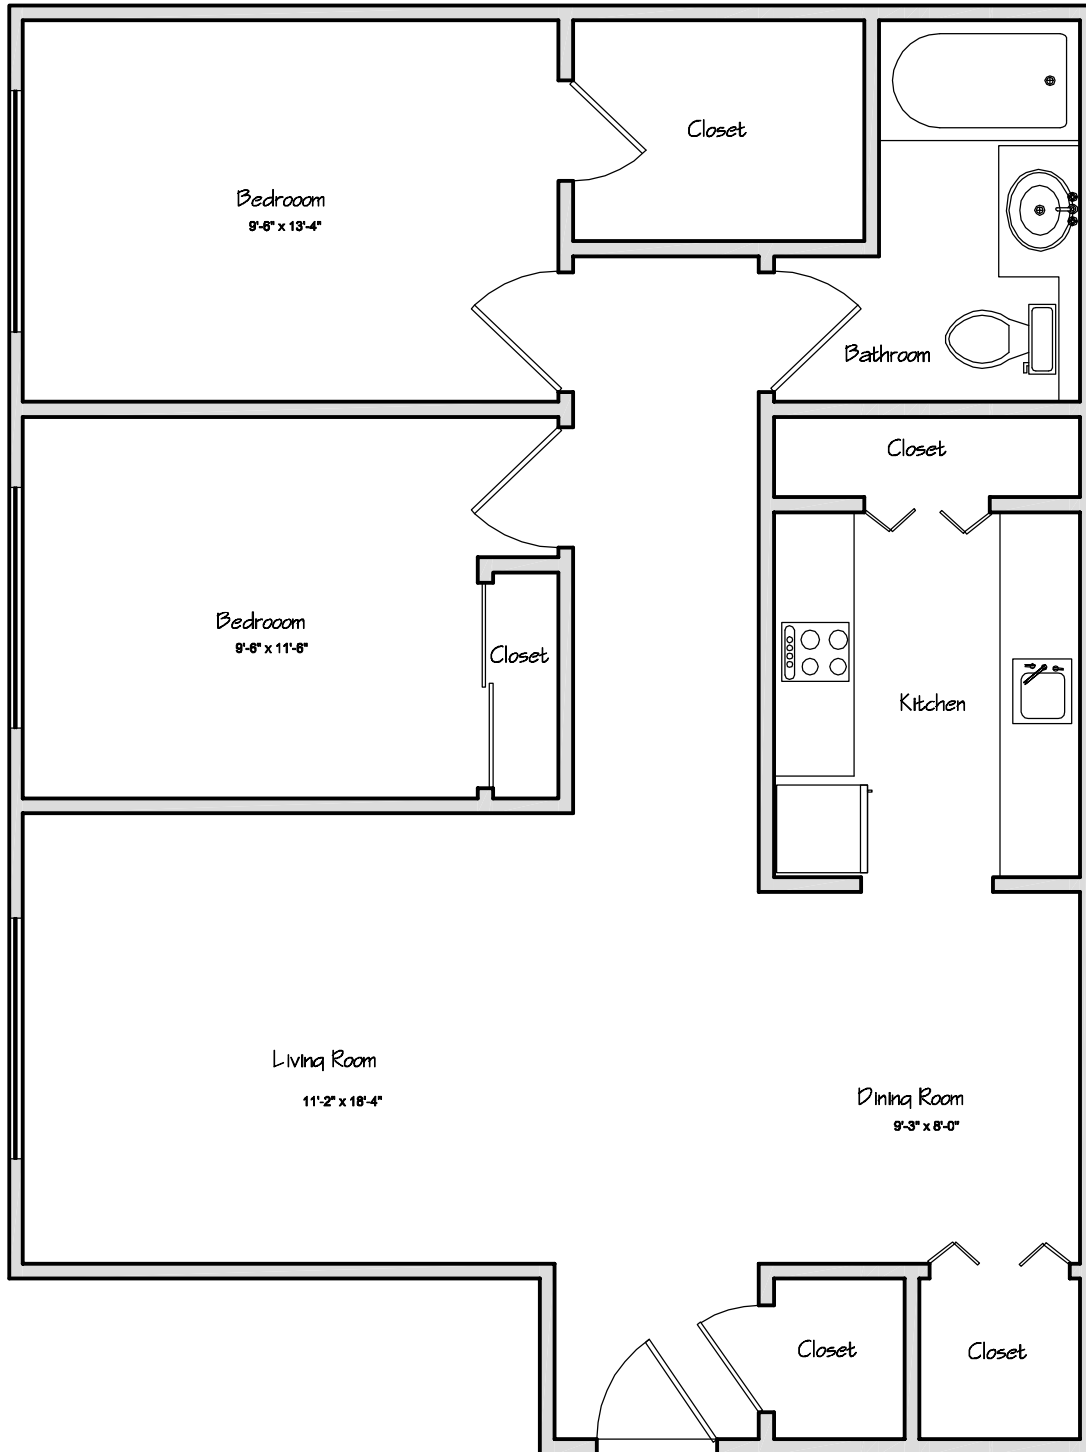 Closet
Bedrooom
9'-6" x 13'-4"
Bathroom
Closet
Bedrooom
9'-6" x 11'-6"
Closet
Kitchen
Living Room
11'-2" x 18'-4"
Dining Room
9'-3" x 8'-0"
Closet
Closet